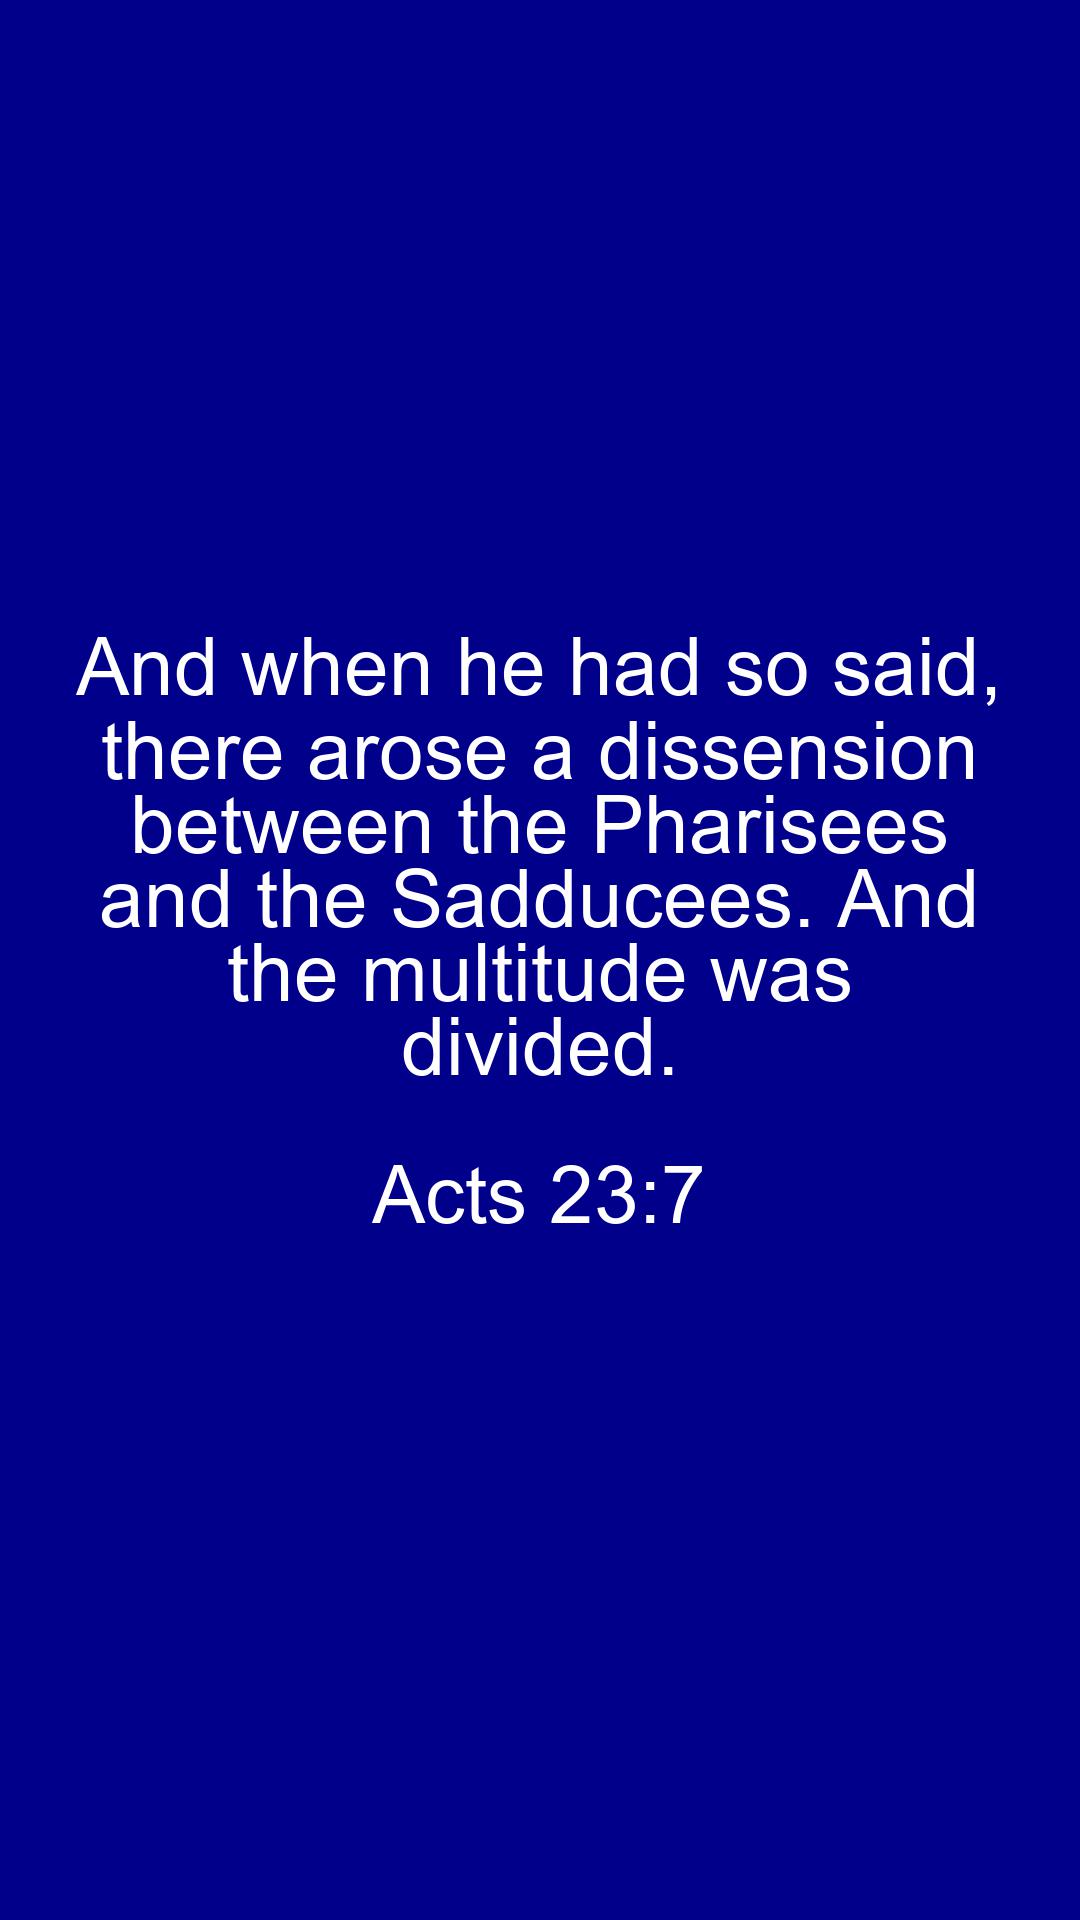 And when he had so said,
there arose a dissension
between the Pharisees
and the Sadducees. And
the multitude was
divided.
Acts 23:7